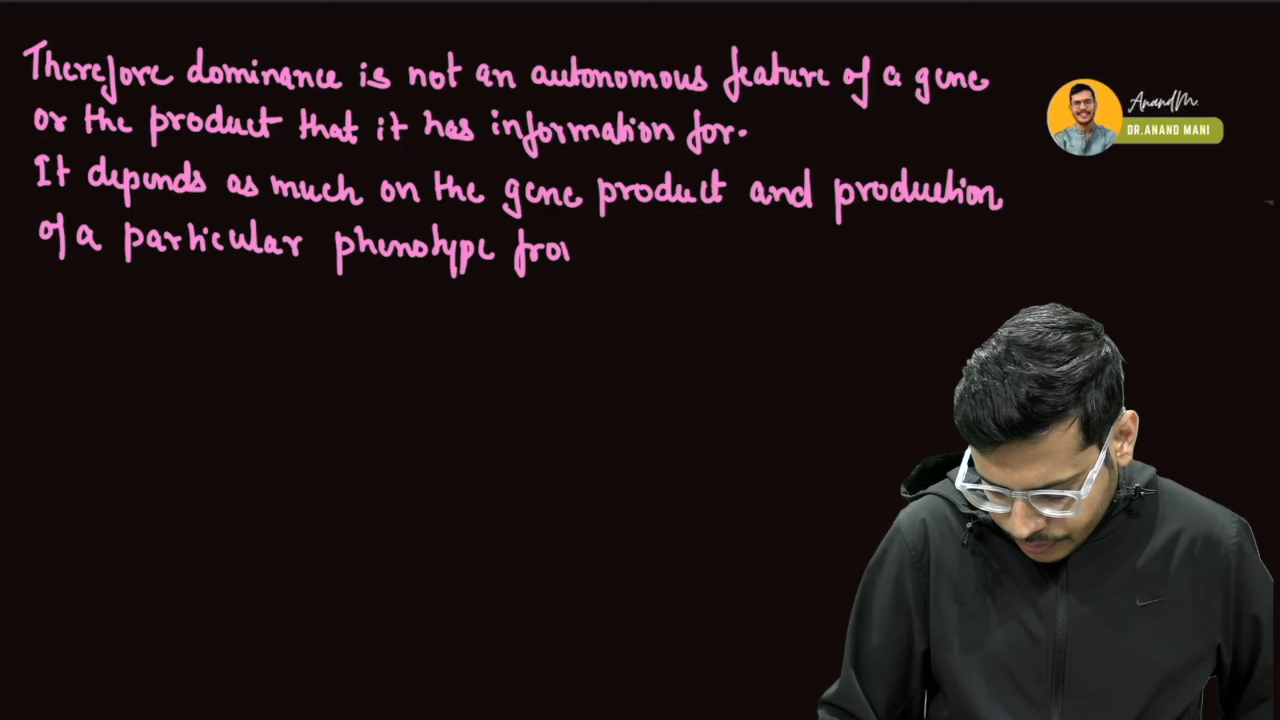 Therefore dominance is not an autonomous feature of a gene
or the product that it has information for.
It depends as much on the gene product and production
of a particular phenotype from
AnandM.
DR.ANAND MANI